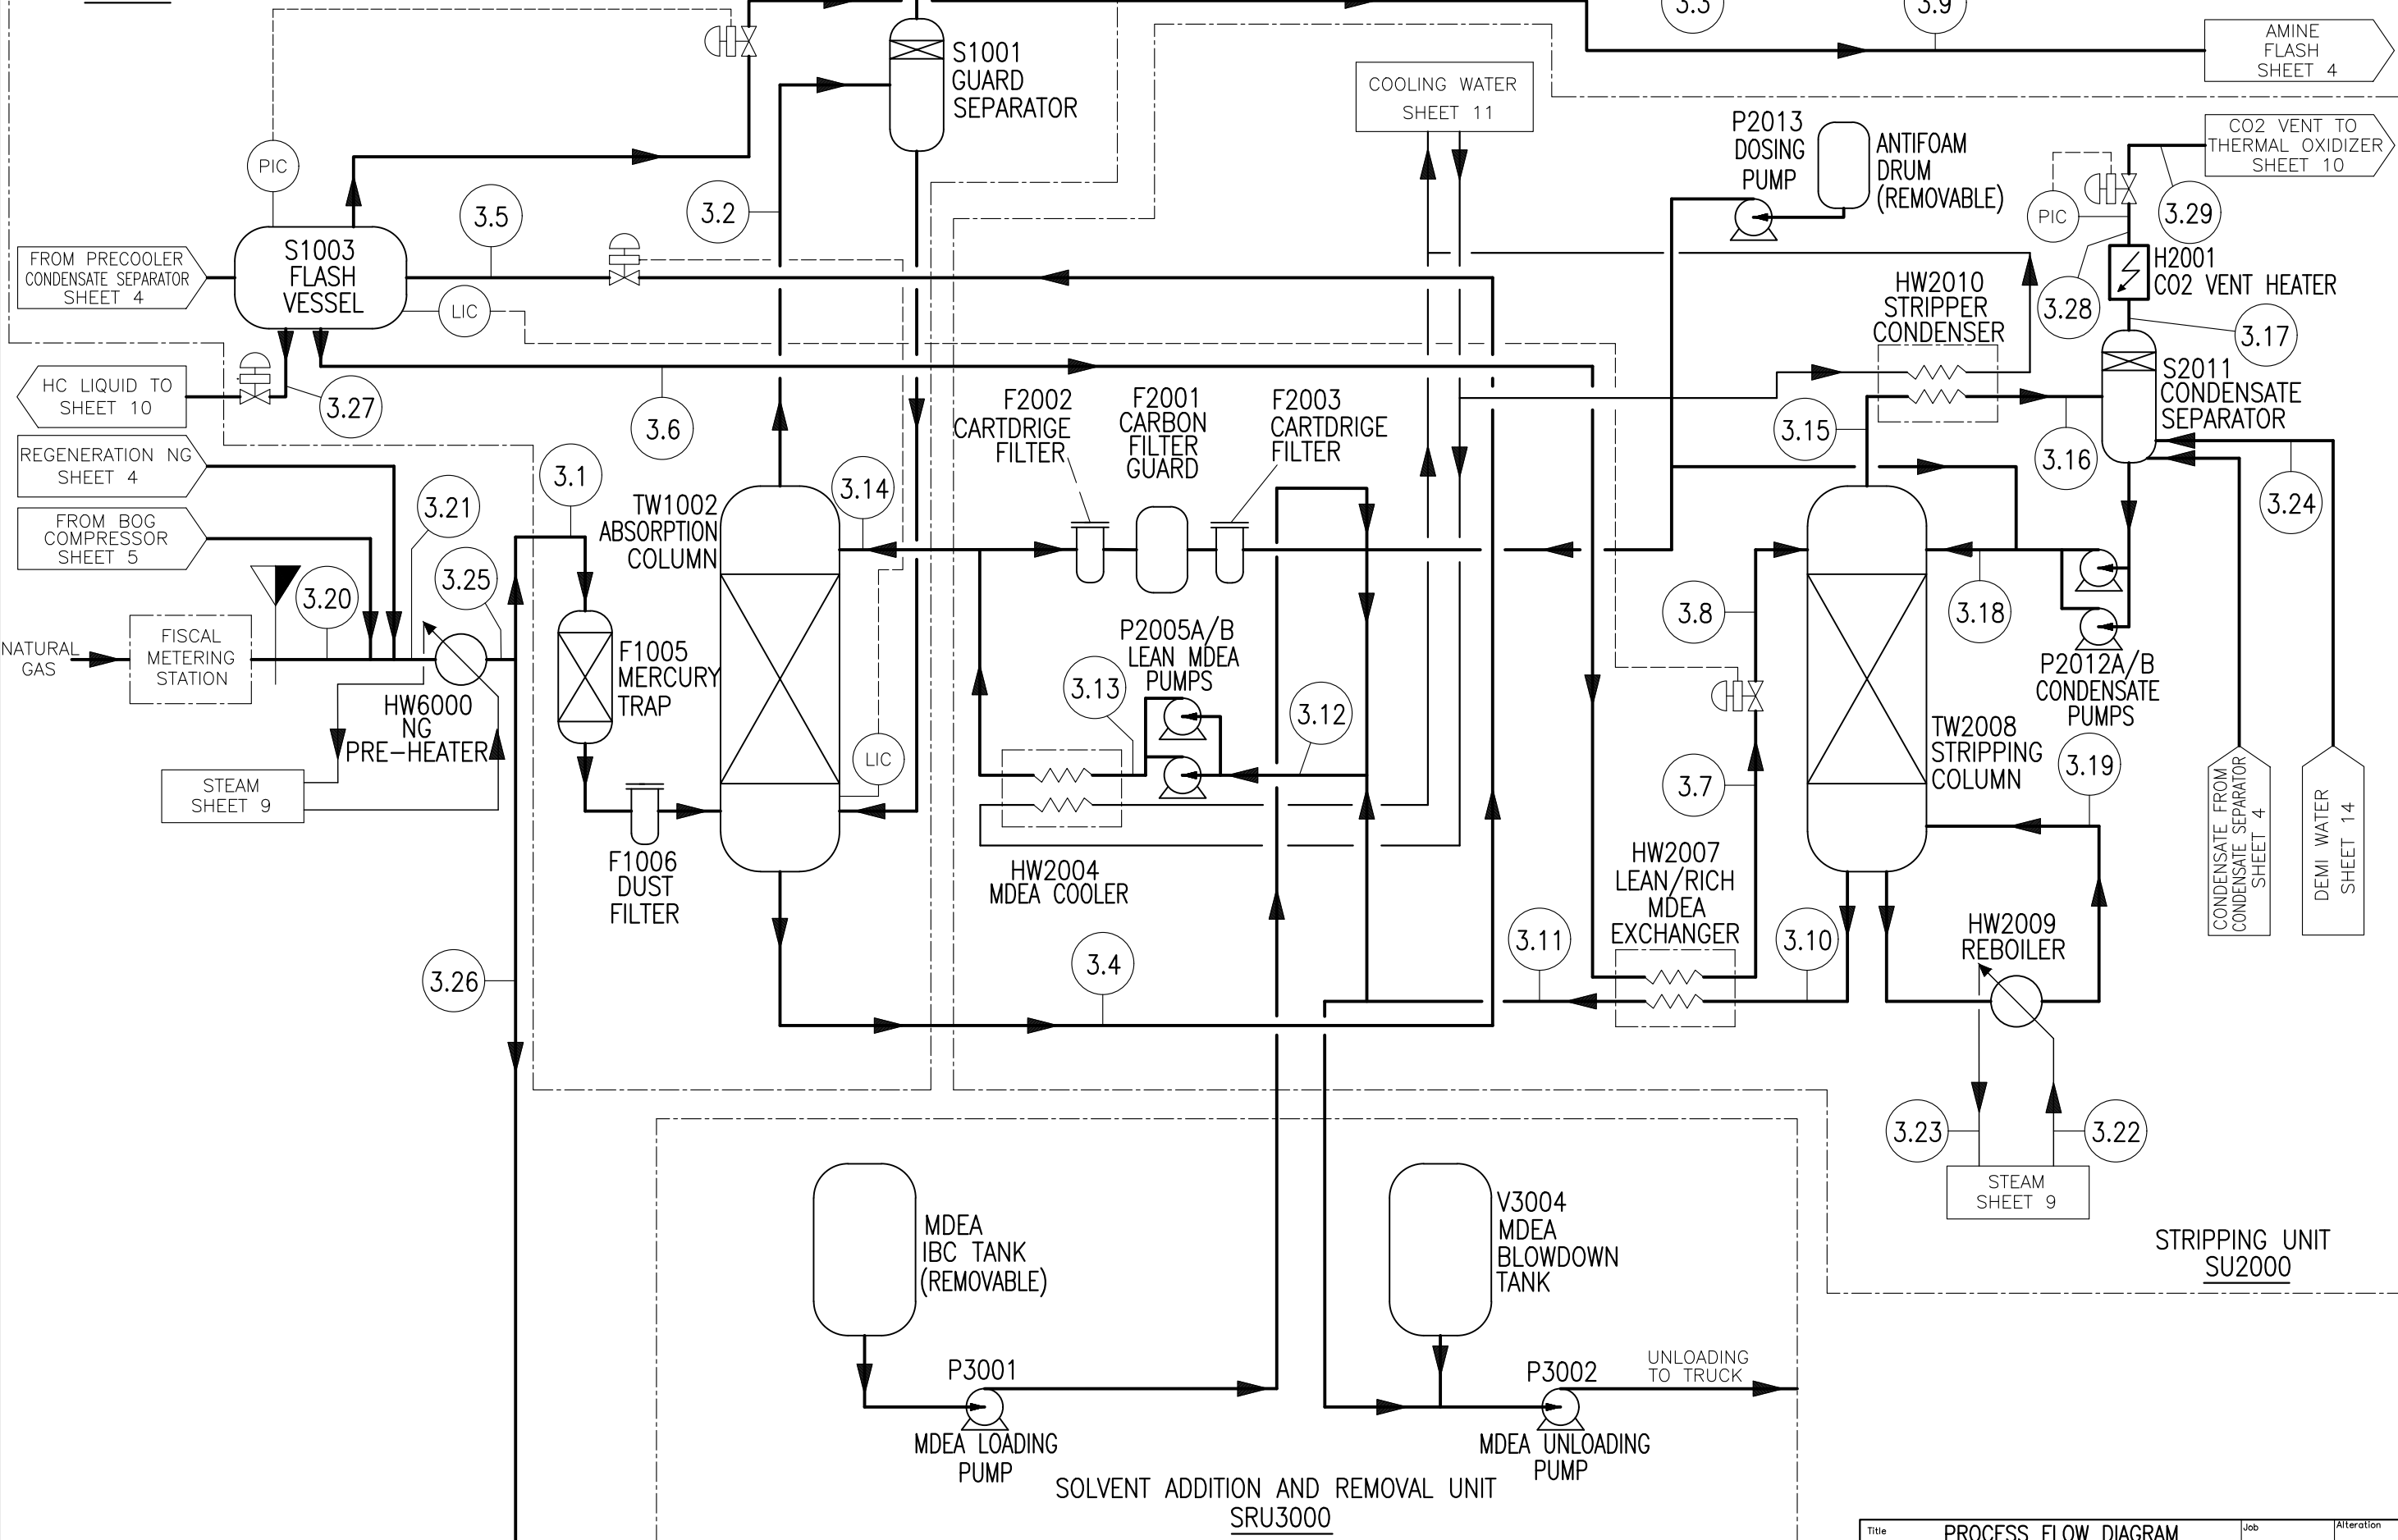 3.3
3.9
AMINE
FLASH
SHEET 4
S1001
GUARD
SEPARATOR
COOLING WATER
SHEET 11
P2013
DOSING
PUMP
ANTIFOAM
DRUM
(REMOVABLE)
CO2 VENT TO
THERMAL OXIDIZER
SHEET 10
PIC
3.5
3.2
PIC
3.29
FROM PRECOOLER
CONDENSATE SEPARATOR
SHEET 4
S1003
FLASH
VESSEL
LIC
H2001
CO2 VENT HEATER
HW2010
STRIPPER
CONDENSER
3.28
3.17
HC LIQUID TO
SHEET 10
3.27
3.6
F2002
CARTDRIGE
FILTER
F2001
CARBON
FILTER
GUARD
F2003
CARTDRIGE
FILTER
3.15
S2011
CONDENSATE
SEPARATOR
3.16
3.24
REGENERATION NG
SHEET 4
3.1
3.21
FROM BOG
COMPRESSOR
SHEET 5
TW1002
ABSORPTION
COLUMN
3.14
3.20
3.25
NATURAL
GAS
FISCAL
METERING
STATION
HW6000
NG
PRE-HEATER
F1005
MERCURY
TRAP
P2005A/B
LEAN MDEA
PUMPS
3.13
3.12
LIC
3.8
3.18
P2012A/B
CONDENSATE
PUMPS
3.7
TW2008
STRIPPING
COLUMN
3.19
STEAM
SHEET 9
F1006
DUST
FILTER
HW2004
MDEA COOLER
HW2007
LEAN/RICH
MDEA
EXCHANGER
CONDENSATE FROM
CONDENSATE SEPARATOR
SHEET 4
DEMI WATER
SHEET 14
3.26
3.4
3.11
3.10
HW2009
REBOILER
3.23
3.22
STEAM
SHEET 9
MDEA
IBC TANK
(REMOVABLE)
V3004
MDEA
BLOWDOWN
TANK
STRIPPING UNIT
SU2000
P3001
MDEA LOADING
PUMP
P3002
MDEA UNLOADING
PUMP
UNLOADING
TO TRUCK
SOLVENT ADDITION AND REMOVAL UNIT
SRU3000
Title
PROCESS FLOW DIAGRAM
Job
Alteration